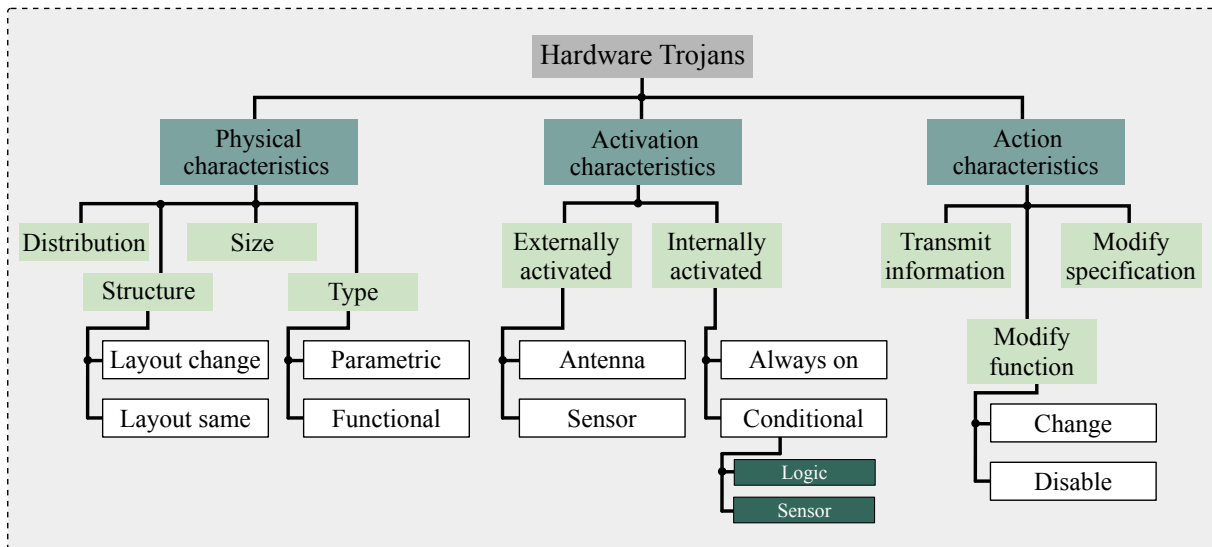 Hardware Trojans
Physical
characteristics
Activation
characteristics
Action
characteristics
Distribution
Size
Structure
Type
Layout change
Layout same
Parametric
Functional
Externally
activated
Internally
activated
Antenna
Sensor
Always on
Conditional
Logic
Sensor
Transmit
information
Modify
specification
Modify
function
Change
Disable